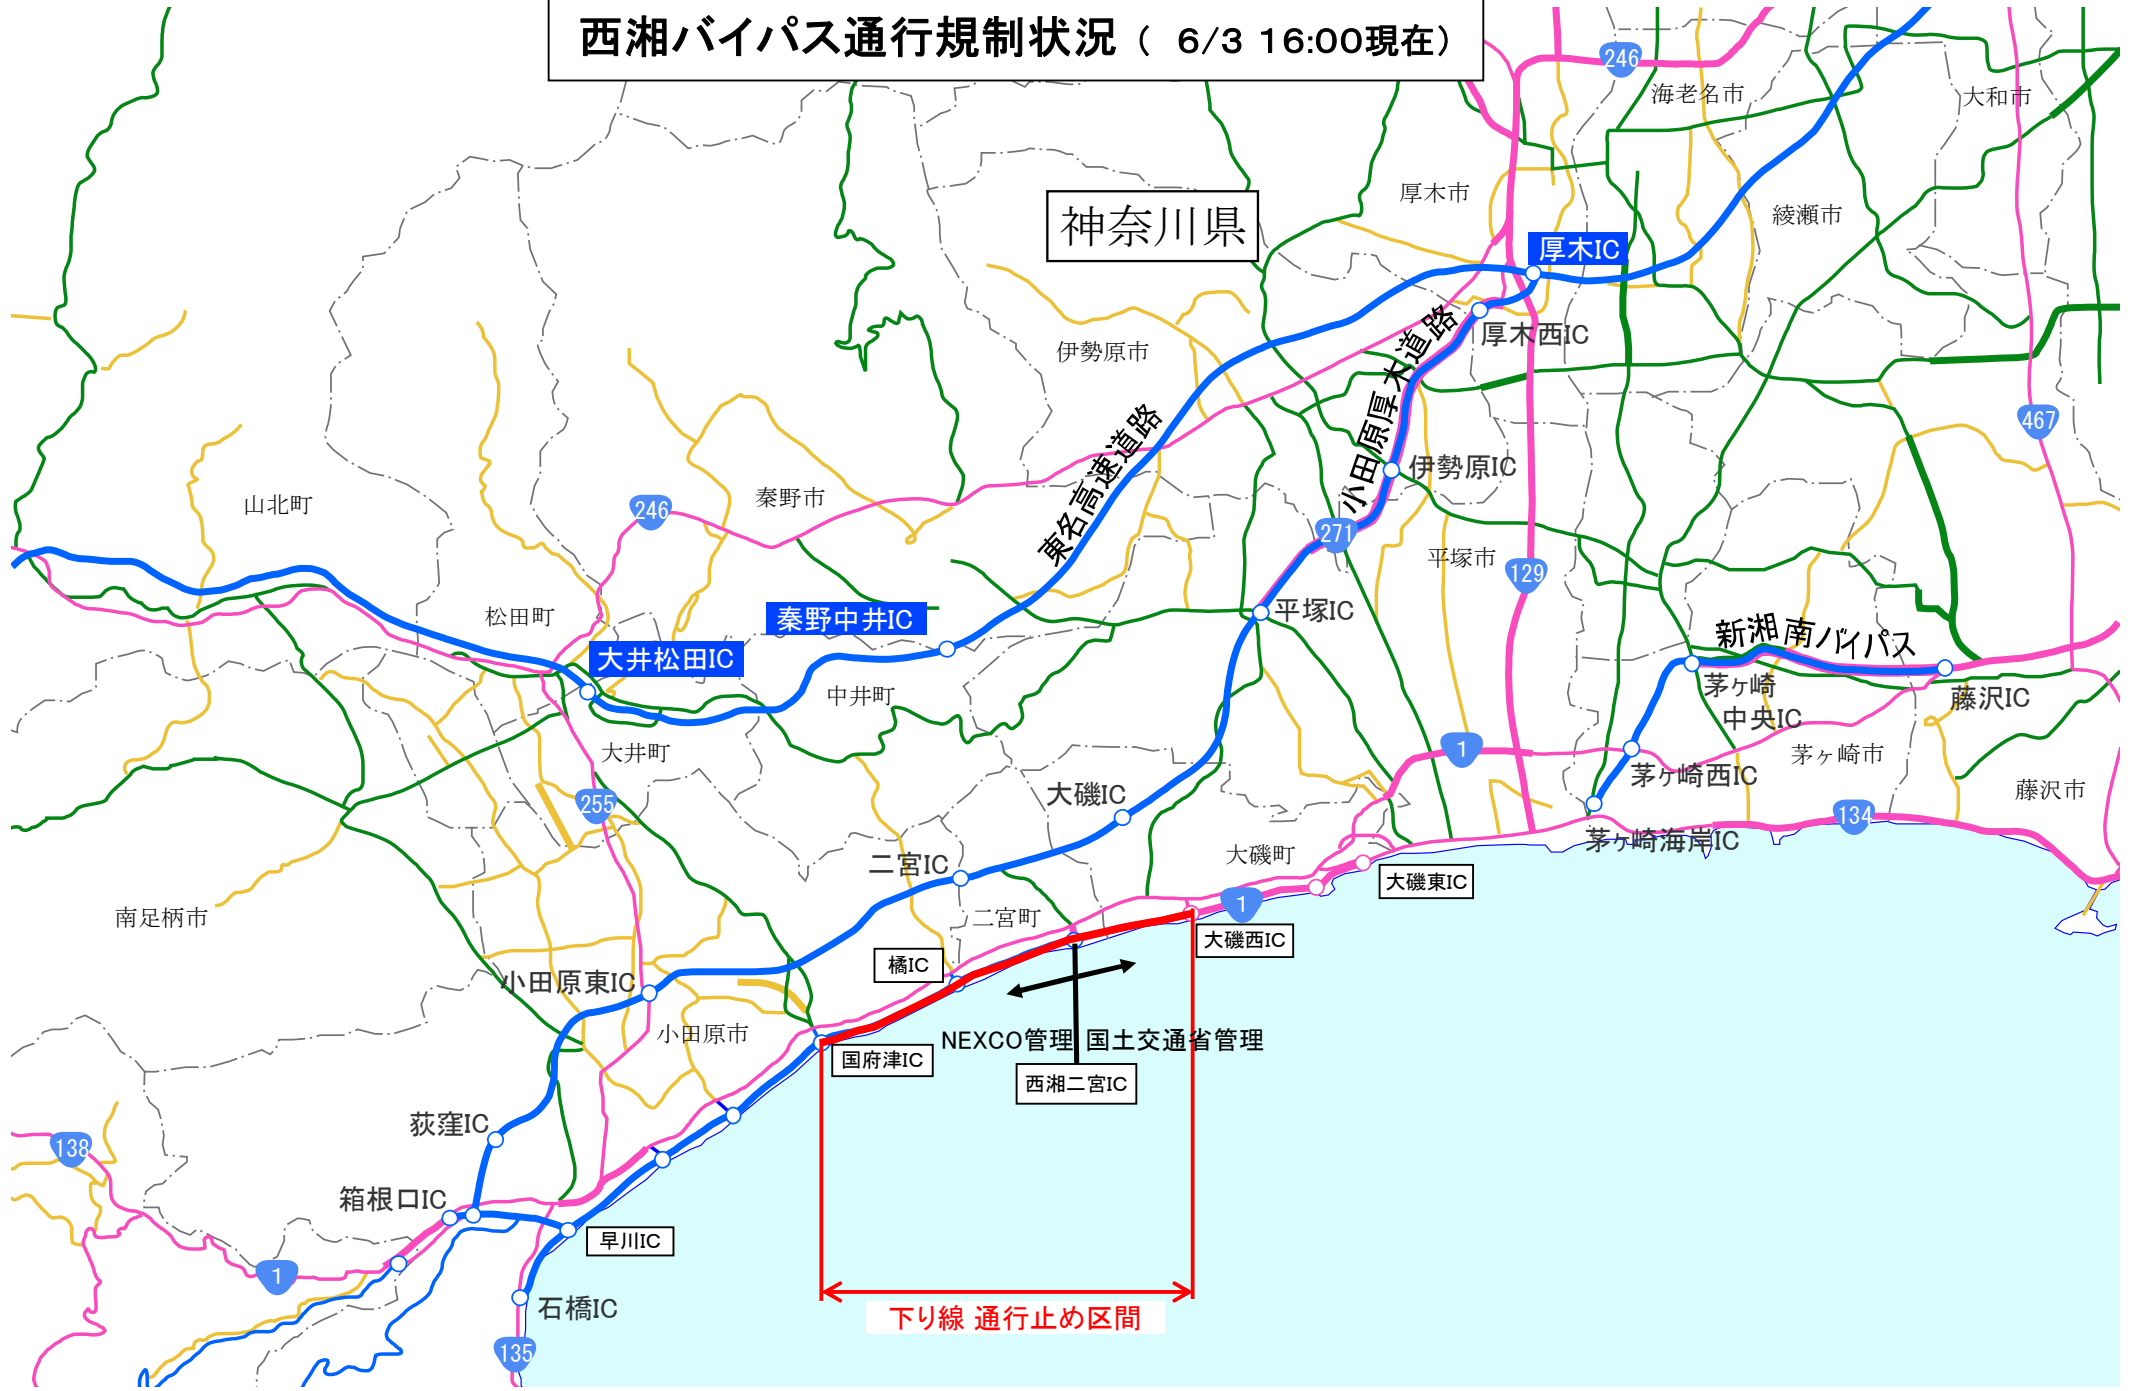 西湘バイパス通行規制状況（ 6/3 16:00現在）
246
海老名市
大和市
厚木市
神奈川県
綾瀬市
厚木IC
伊勢原市
厚木西IC
小田原厚木道路
東名高速道路
467
伊勢原IC
山北町
246
秦野市
271
平塚市
129
松田町
秦野中井IC
平塚IC
新湘南バイパス
大井松田IC
中井町
茅ヶ崎
中央IC
藤沢IC
大井町
1
茅ヶ崎市
茅ヶ崎西IC
藤沢市
255
大磯IC
134
茅ヶ崎海岸IC
大磯町
二宮IC
大磯東IC
南足柄市
二宮町
1
大磯西IC
橘IC
小田原東IC
小田原市
NEXCO管理
国土交通省管理
国府津IC
西湘二宮IC
荻窪IC
138
箱根口IC
早川IC
1
石橋IC
下り線 通行止め区間
135